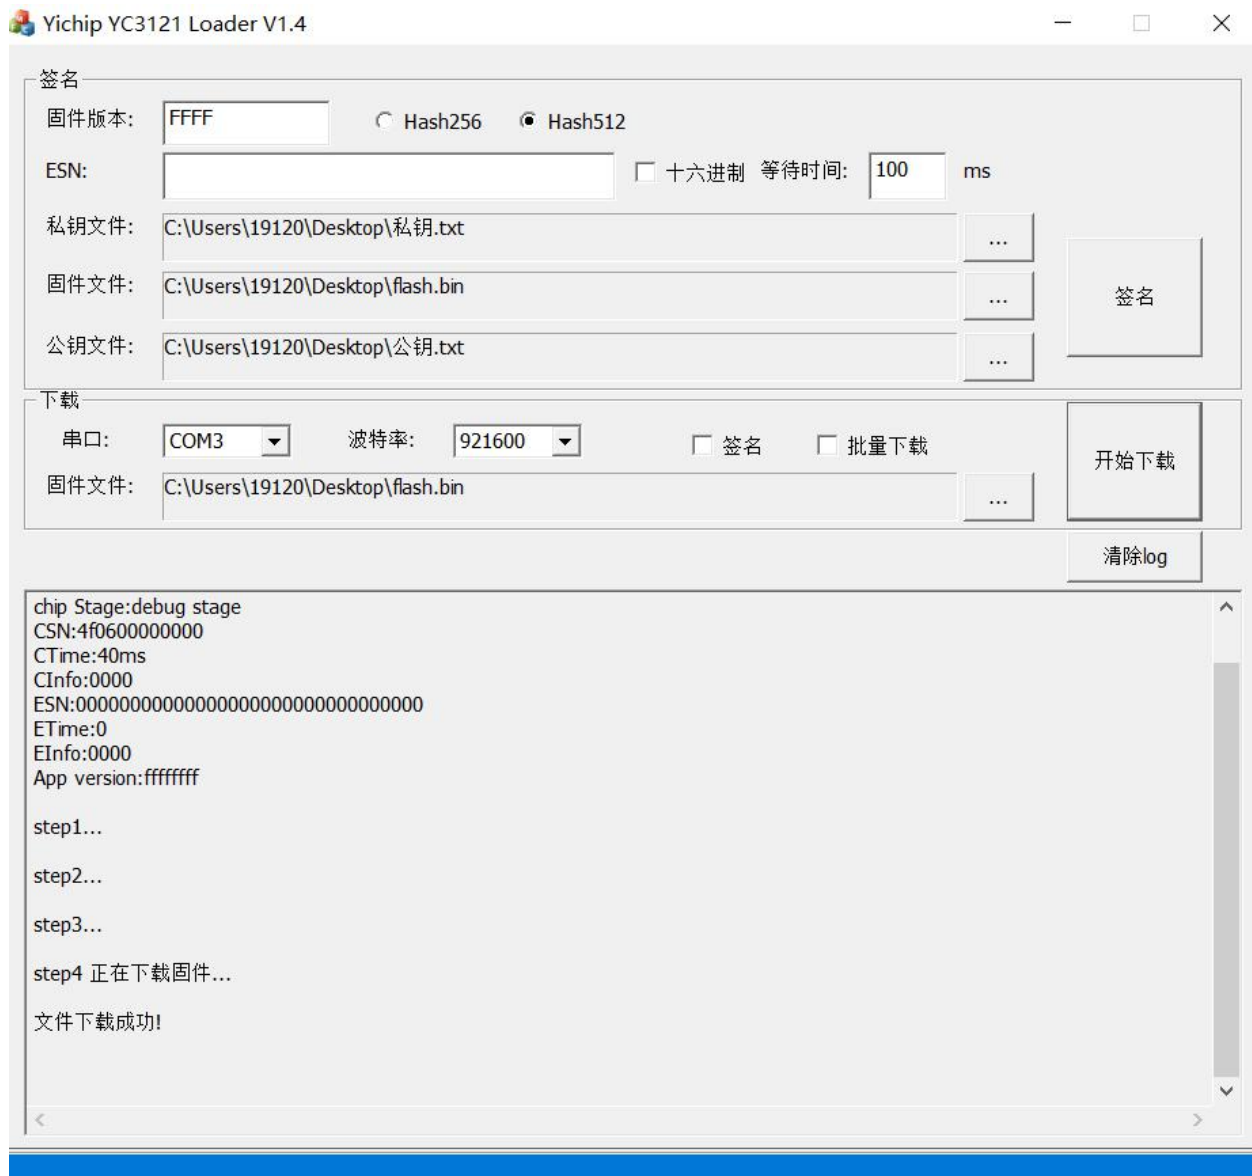 Yichip YC3121 Loader V1.4
签名
固件版本: FFFF Hash256 Hash512
ESN: 十六进制 等待时间: 100 ms
私钥文件: C:\Users\19120\Desktop\私钥.txt ...
固件文件: C:\Users\19120\Desktop\flash.bin ... 签名
公钥文件: C:\Users\19120\Desktop\公钥.txt ...
下载
串口: COM3 波特率: 921600 签名 批量下载 开始下载
固件文件: C:\Users\19120\Desktop\flash.bin ...
清除log
chip Stage:debug stage
CSN:4f0600000000
CTime:40ms
CInfo:0000
ESN:00000000000000000000000000000000
ETime:0
EInfo:0000
App version:ffffffff
step1...
step2...
step3...
step4 正在下载固件...
文件下载成功!